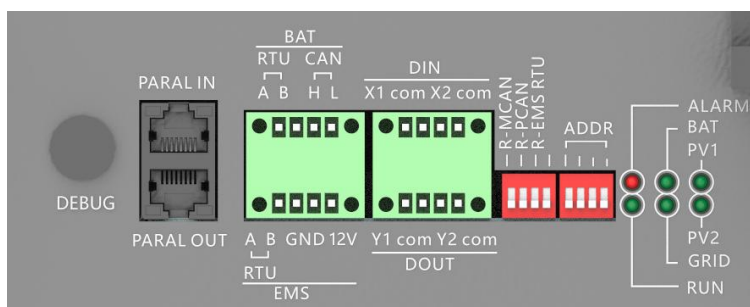 BAT
RTU CAN
A B H L
DIN
X1 com X2 com
PARAL IN
PARAL OUT
DEBUG
A B GND 12V
RTU
EMS
Y1 com Y2 com
DOUT
R-MCAN
R-PCAN
R-EMS RTU
ADDR
ALARM
BAT
PV1
PV2
GRID
RUN